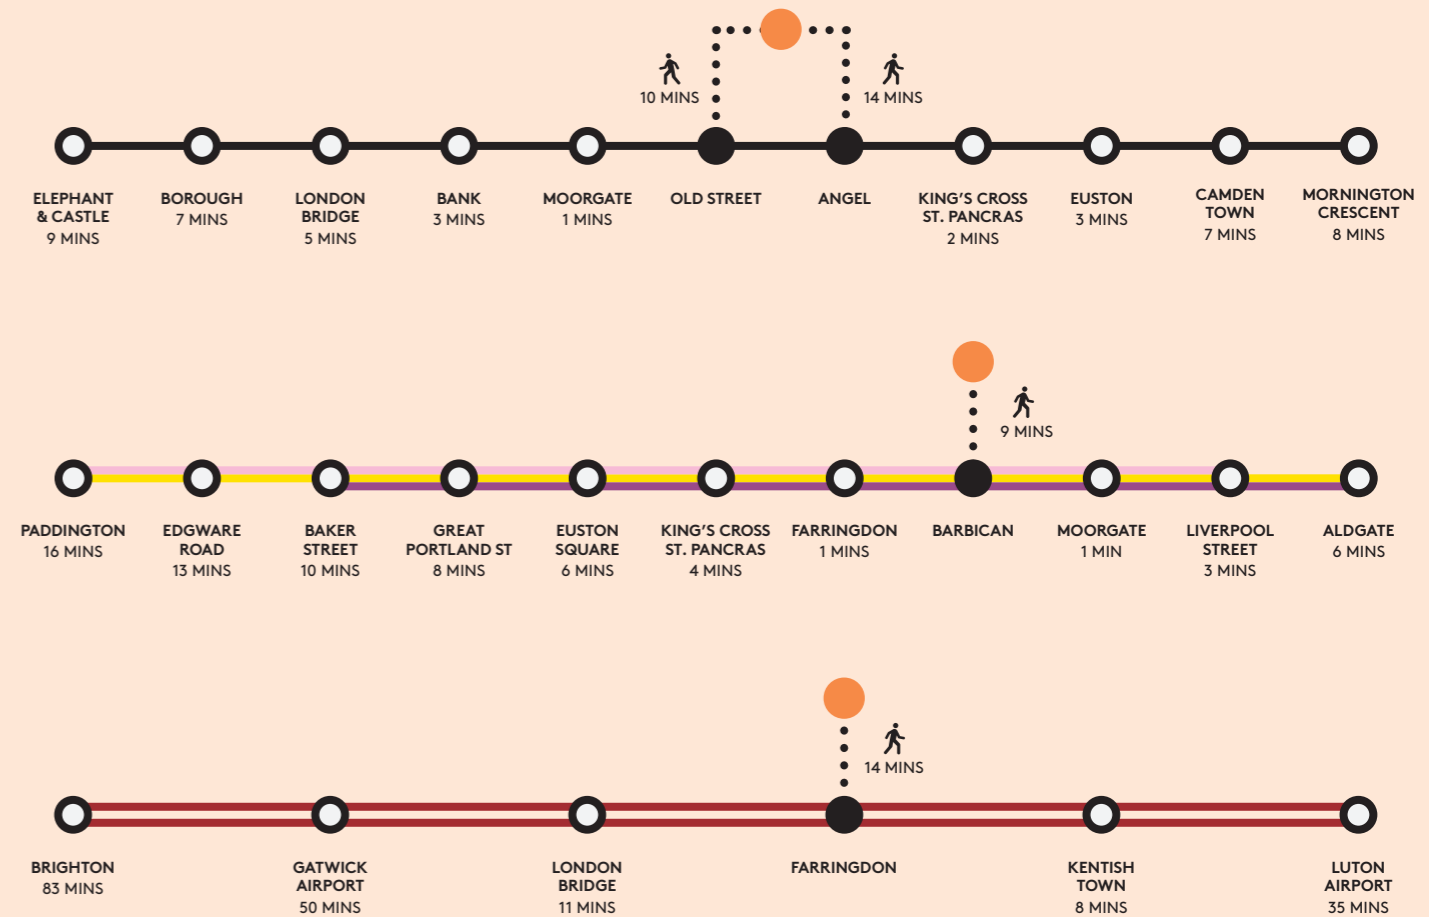 10 MINS
14 MINS
ELEPHANT
& CASTLE
9 MINS
BOROUGH
7 MINS
LONDON
BRIDGE
5 MINS
BANK
3 MINS
MOORGATE
1 MINS
OLD STREET
ANGEL
KING'S CROSS
ST. PANCRAS
2 MINS
EUSTON
3 MINS
CAMDEN
TOWN
7 MINS
MORNINGTON
CRESCENT
8 MINS
9 MINS
PADDINGTON
16 MINS
EDGWARE
ROAD
13 MINS
BAKER
STREET
10 MINS
GREAT
PORTLAND ST
8 MINS
EUSTON
SQUARE
6 MINS
KING'S CROSS
ST. PANCRAS
4 MINS
FARRINGDON
1 MINS
BARBICAN
MOORGATE
1 MIN
LIVERPOOL
STREET
3 MINS
ALDGATE
6 MINS
14 MINS
BRIGHTON
83 MINS
GATWICK
AIRPORT
50 MINS
LONDON
BRIDGE
11 MINS
FARRINGDON
KENTISH
TOWN
8 MINS
LUTON
AIRPORT
35 MINS